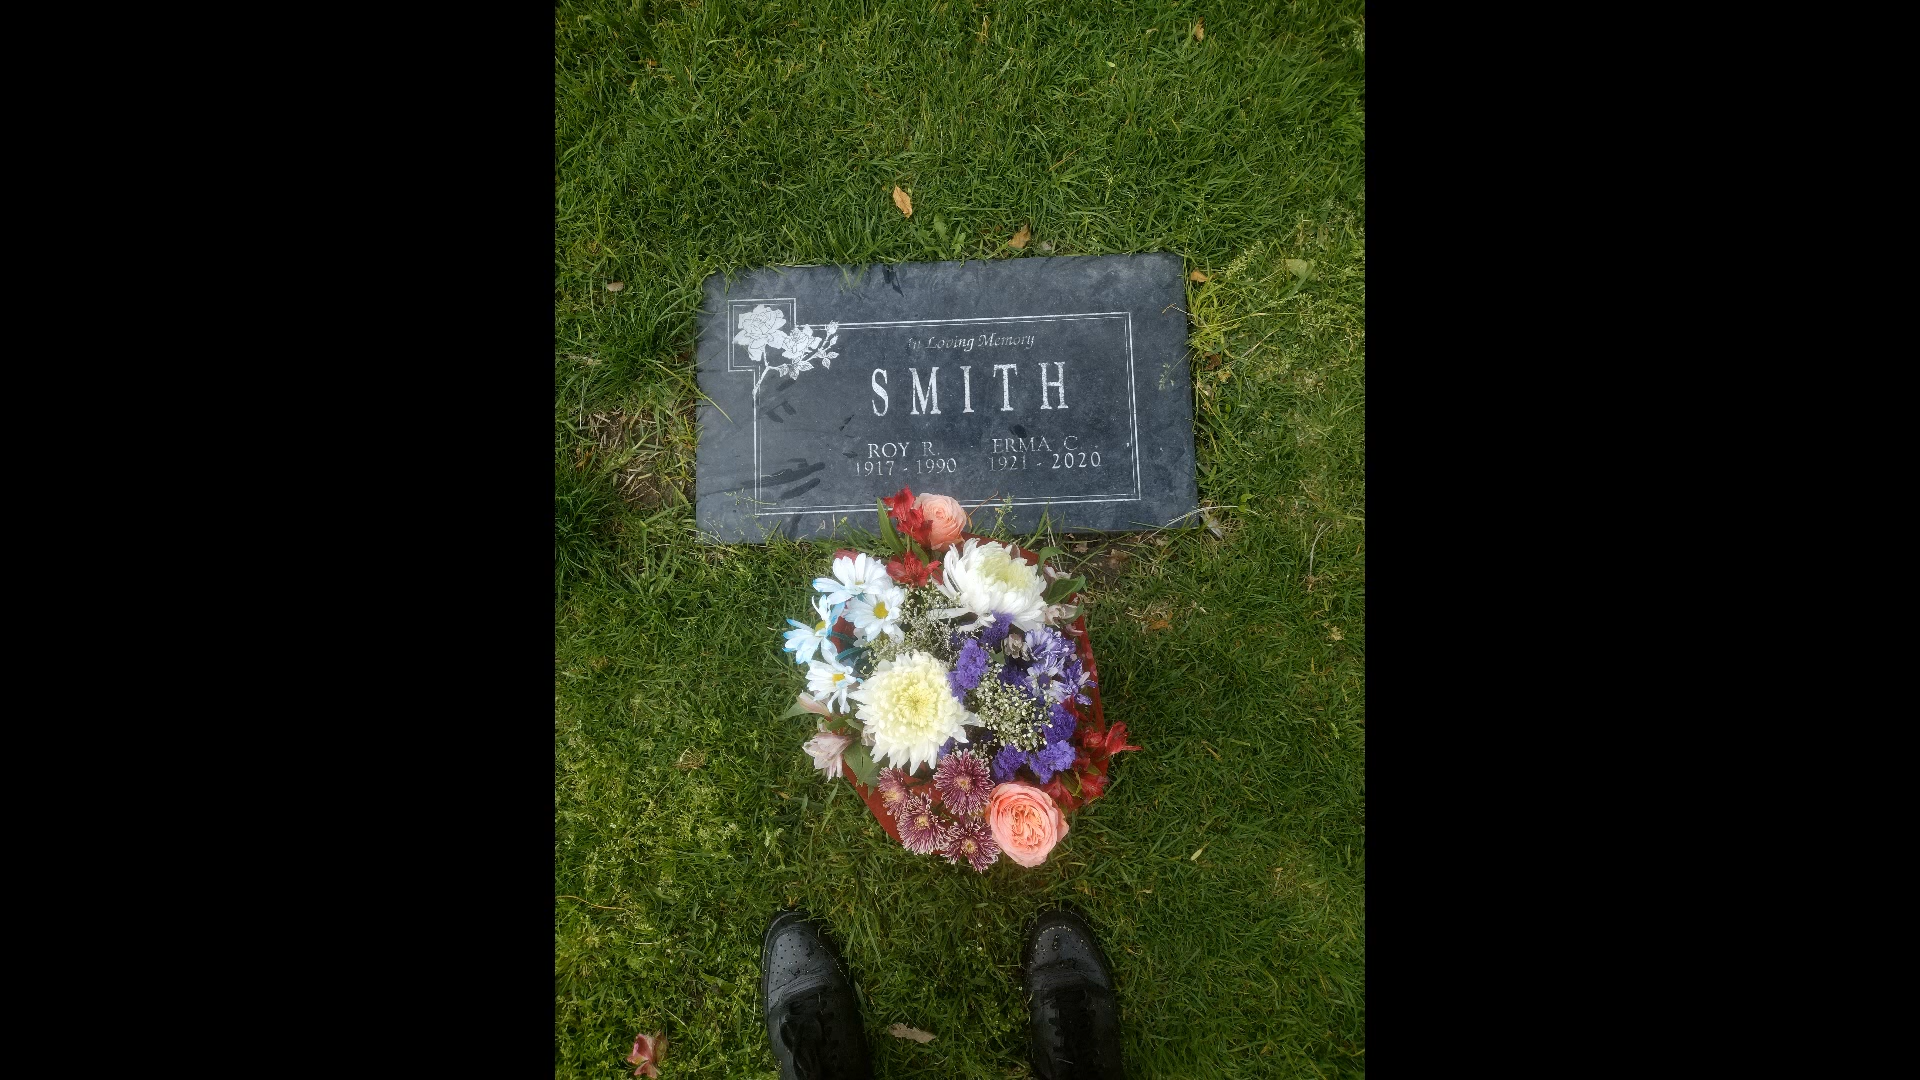 In Loving Memory
SMITH
ROY R. ERMA C.
1917 - 1990 1921 - 2020